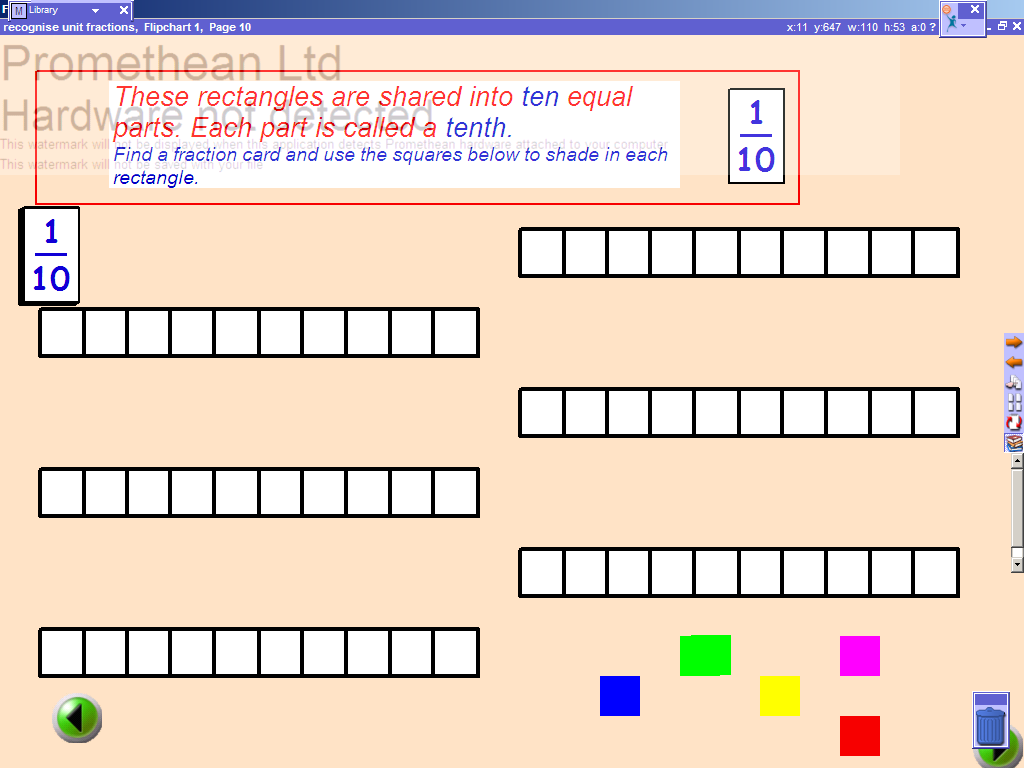 Library
recognise unit fractions, Flipchart 1, Page 10
x:11 y:647 w:110 h:53 a:0 ?
Promethean Ltd
Hardware not detected
This watermark will not be displayed when this application detects Promethean hardware attached to your computer
This watermark will not be saved with your file
These rectangles are shared into ten equal
parts. Each part is called a tenth.
Find a fraction card and use the squares below to shade in each
rectangle.
1
10
1
10